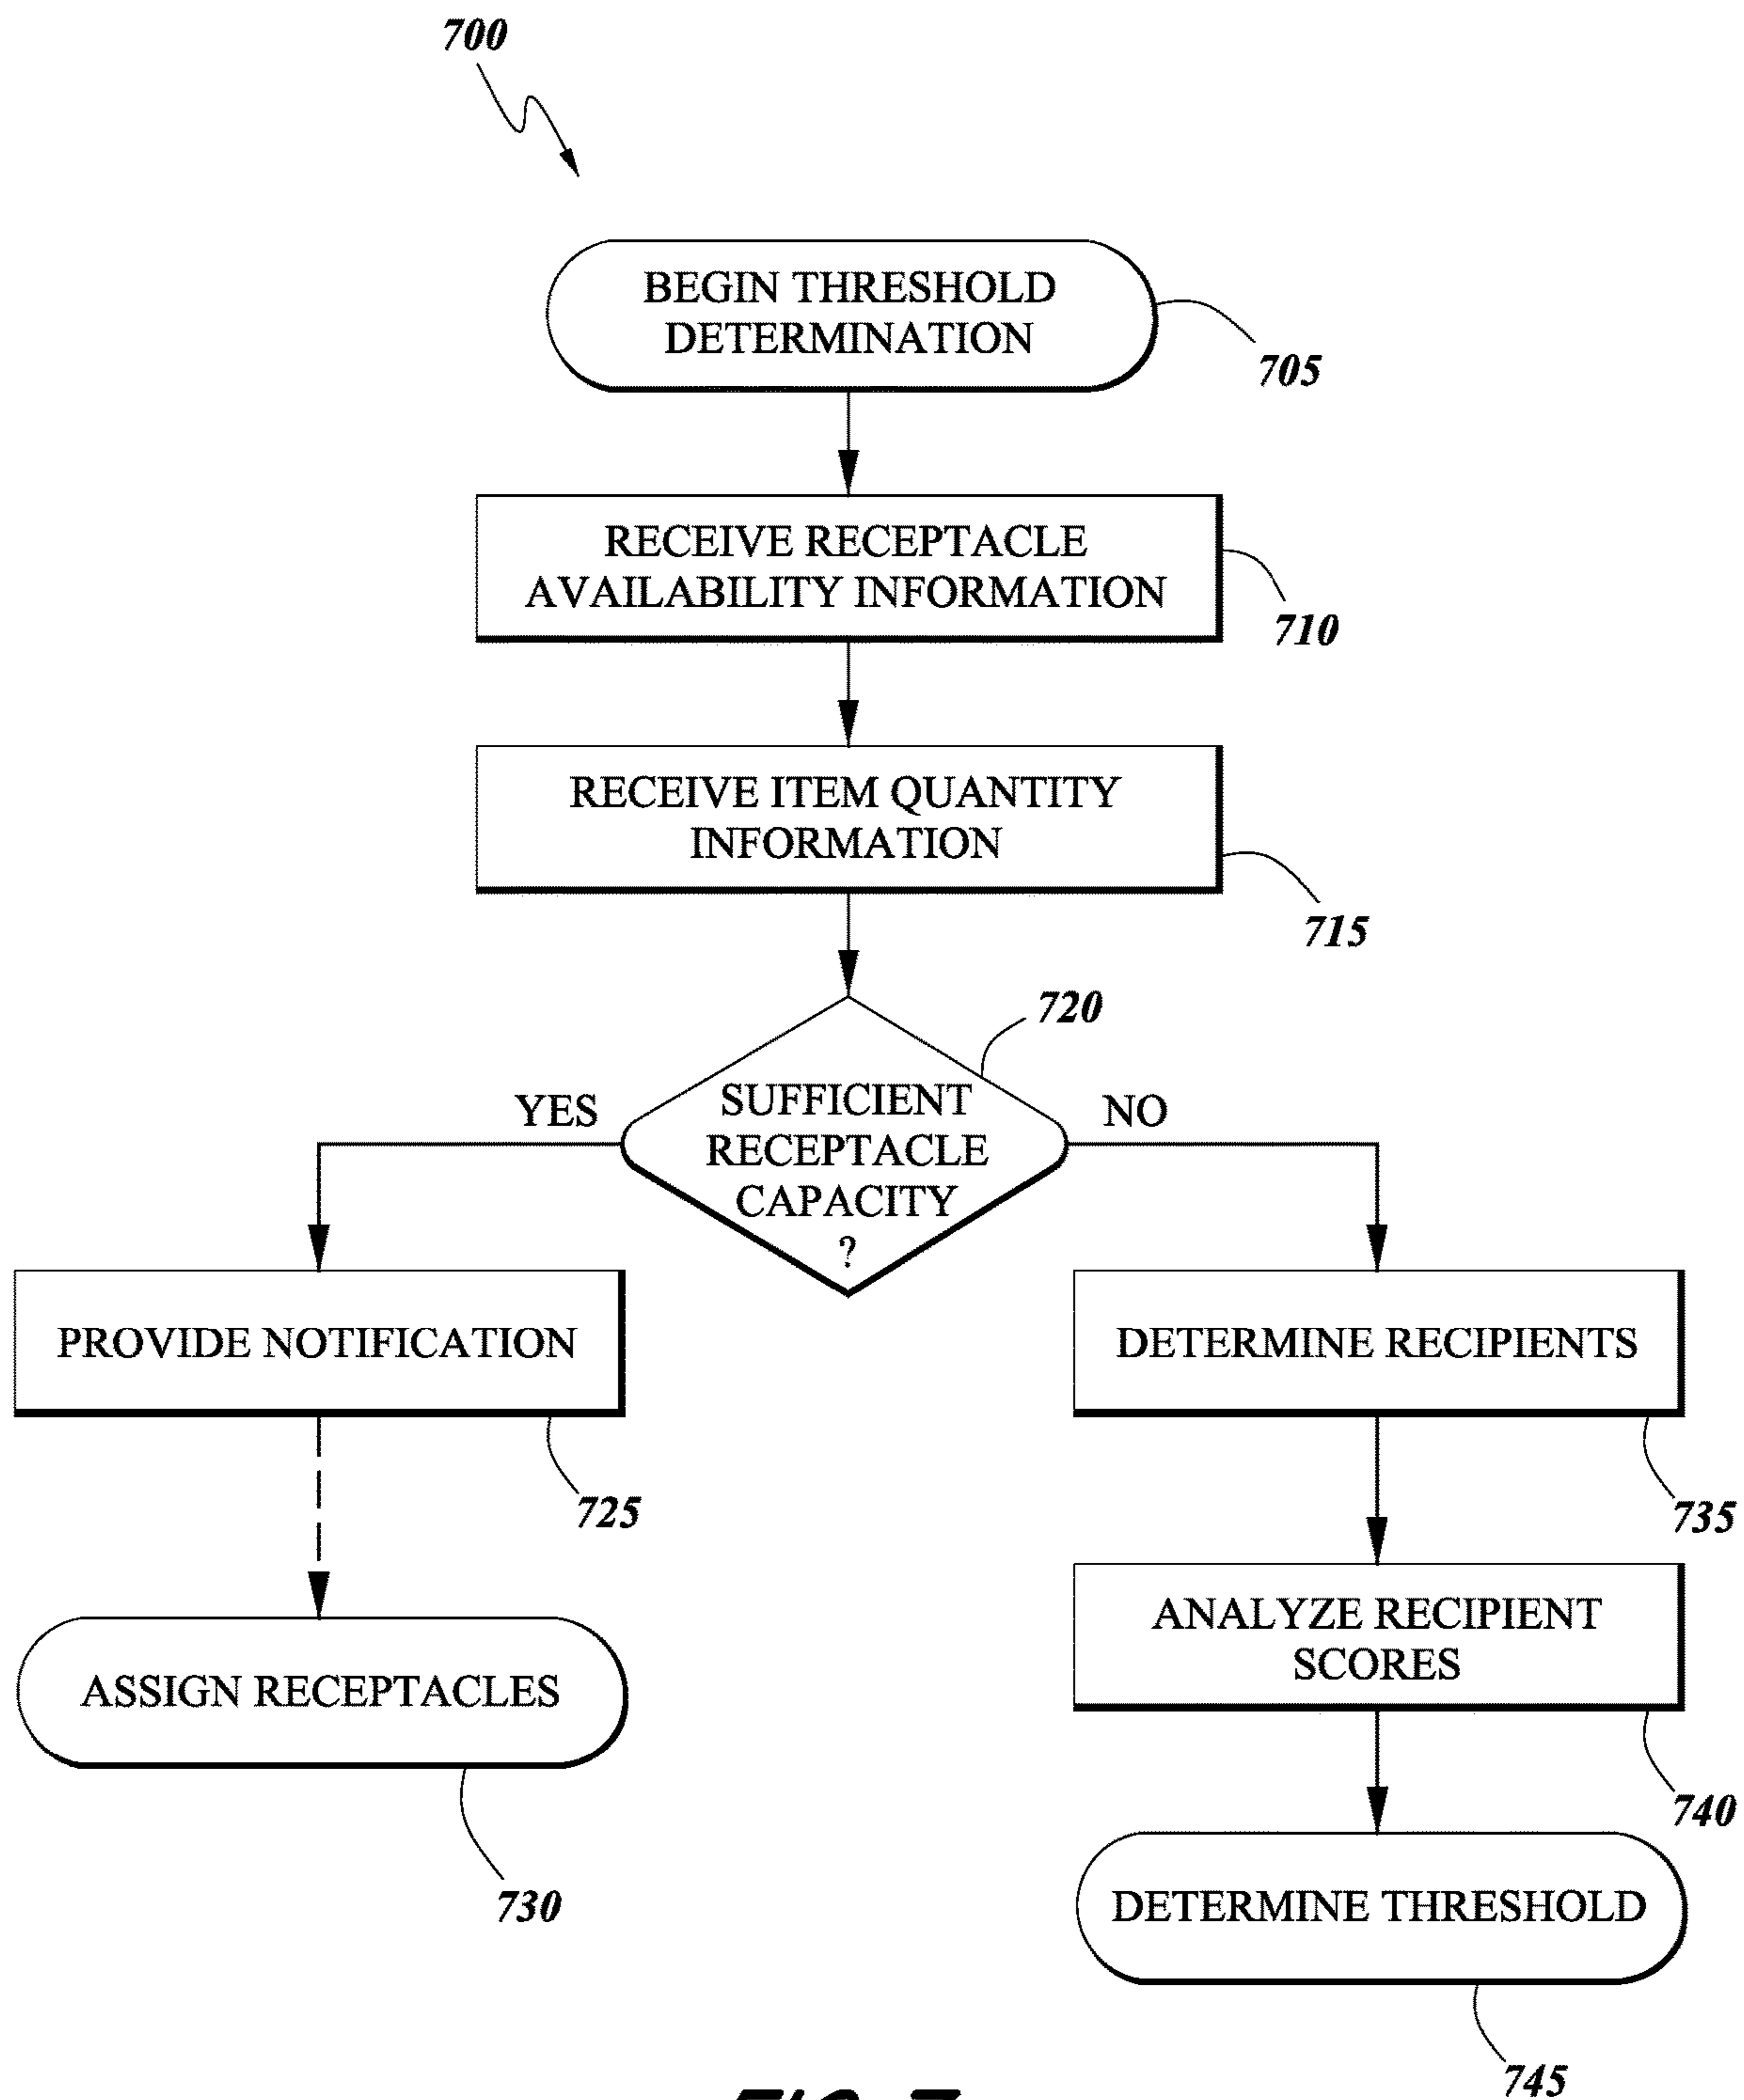 700
BEGIN THRESHOLD
DETERMINATION
705
RECEIVE RECEPTACLE
AVAILABILITY INFORMATION
710
RECEIVE ITEM QUANTITY
INFORMATION
715
720
YES
SUFFICIENT
RECEPTACLE
CAPACITY
?
NO
PROVIDE NOTIFICATION
725
DETERMINE RECIPIENTS
735
ASSIGN RECEPTACLES
730
ANALYZE RECIPIENT
SCORES
740
DETERMINE THRESHOLD
745